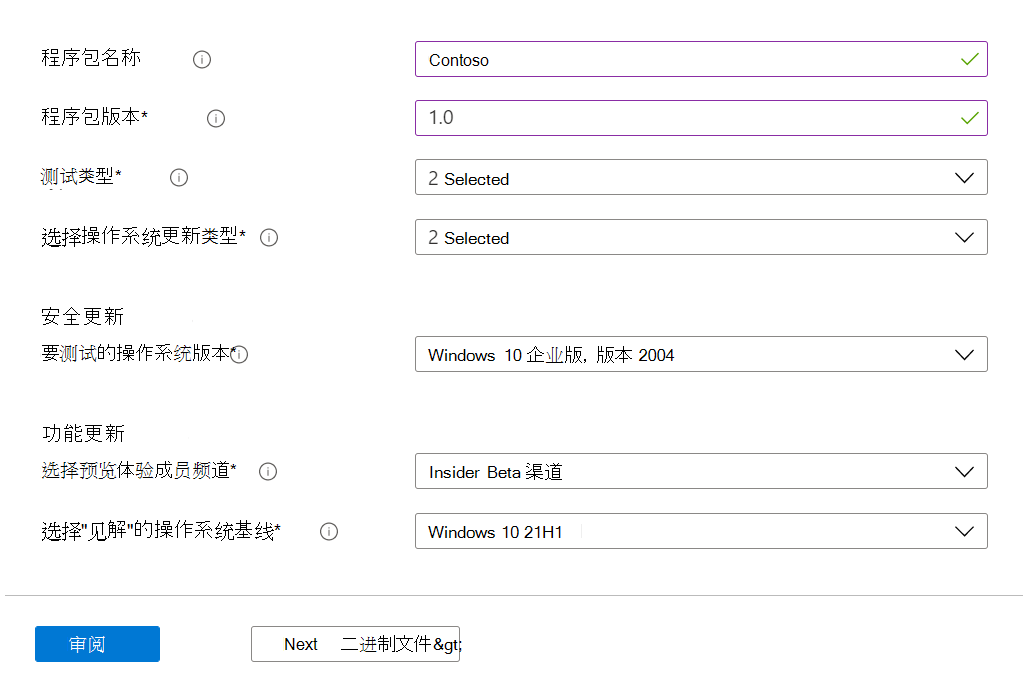 程序包名称 Contoso
程序包版本* 1.0
测试类型* 2 Selected
选择操作系统更新类型* 2 Selected
安全更新
要测试的操作系统版本* Windows 10 企业版, 版本 2004
功能更新
选择预览体验成员频道* Insider Beta 渠道
选择"见解"的操作系统基线* Windows 10 21H1
审阅 Next 二进制文件&gt;